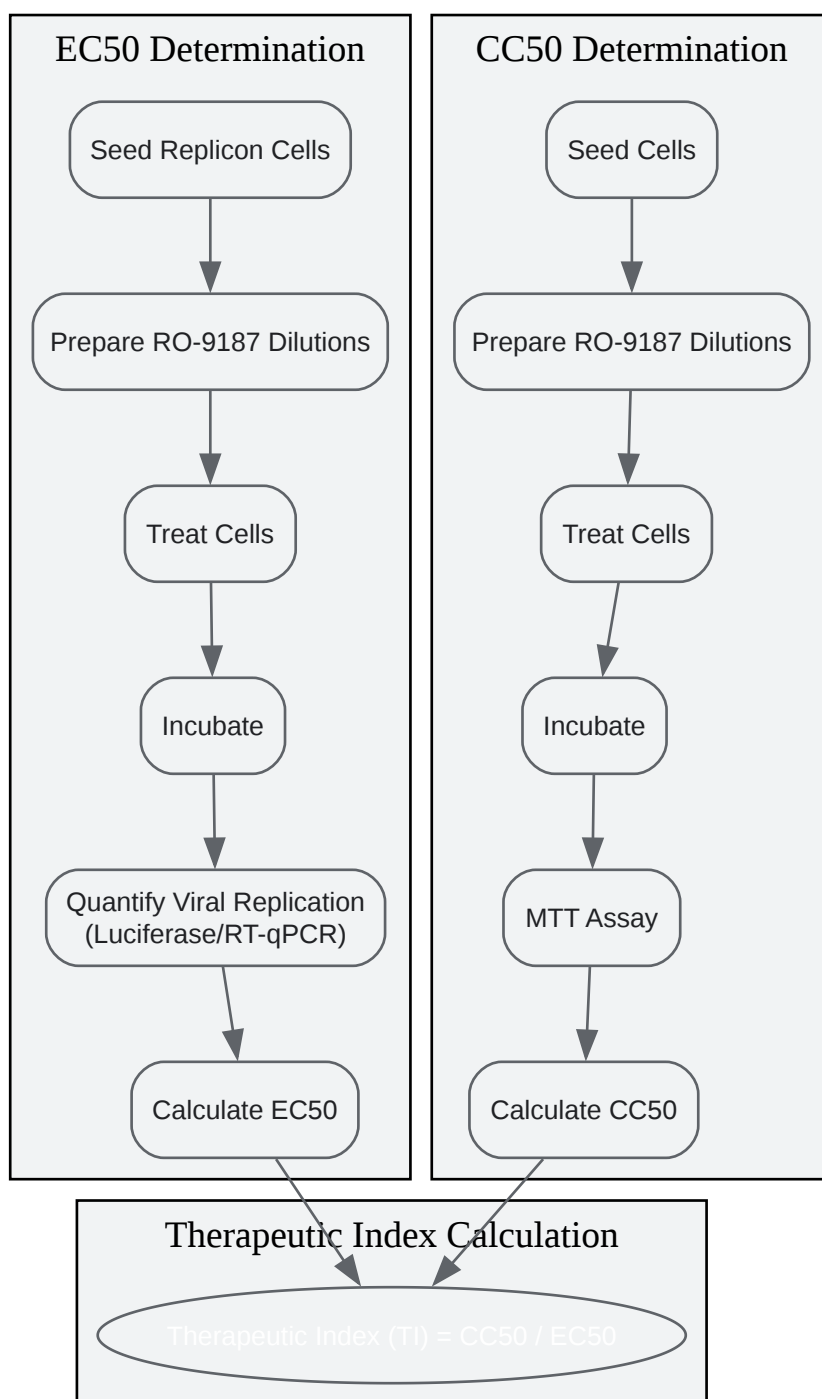 EC50 Determination
Seed Replicon Cells
Prepare RO-9187 Dilutions
Treat Cells
Incubate
Quantify Viral Replication
(Luciferase/RT-qPCR)
Calculate EC50
CC50 Determination
Seed Cells
Prepare RO-9187 Dilutions
Treat Cells
Incubate
MTT Assay
Calculate CC50
Therapeutic Index Calculation
Therapeutic Index (TI) = CC50 / EC50